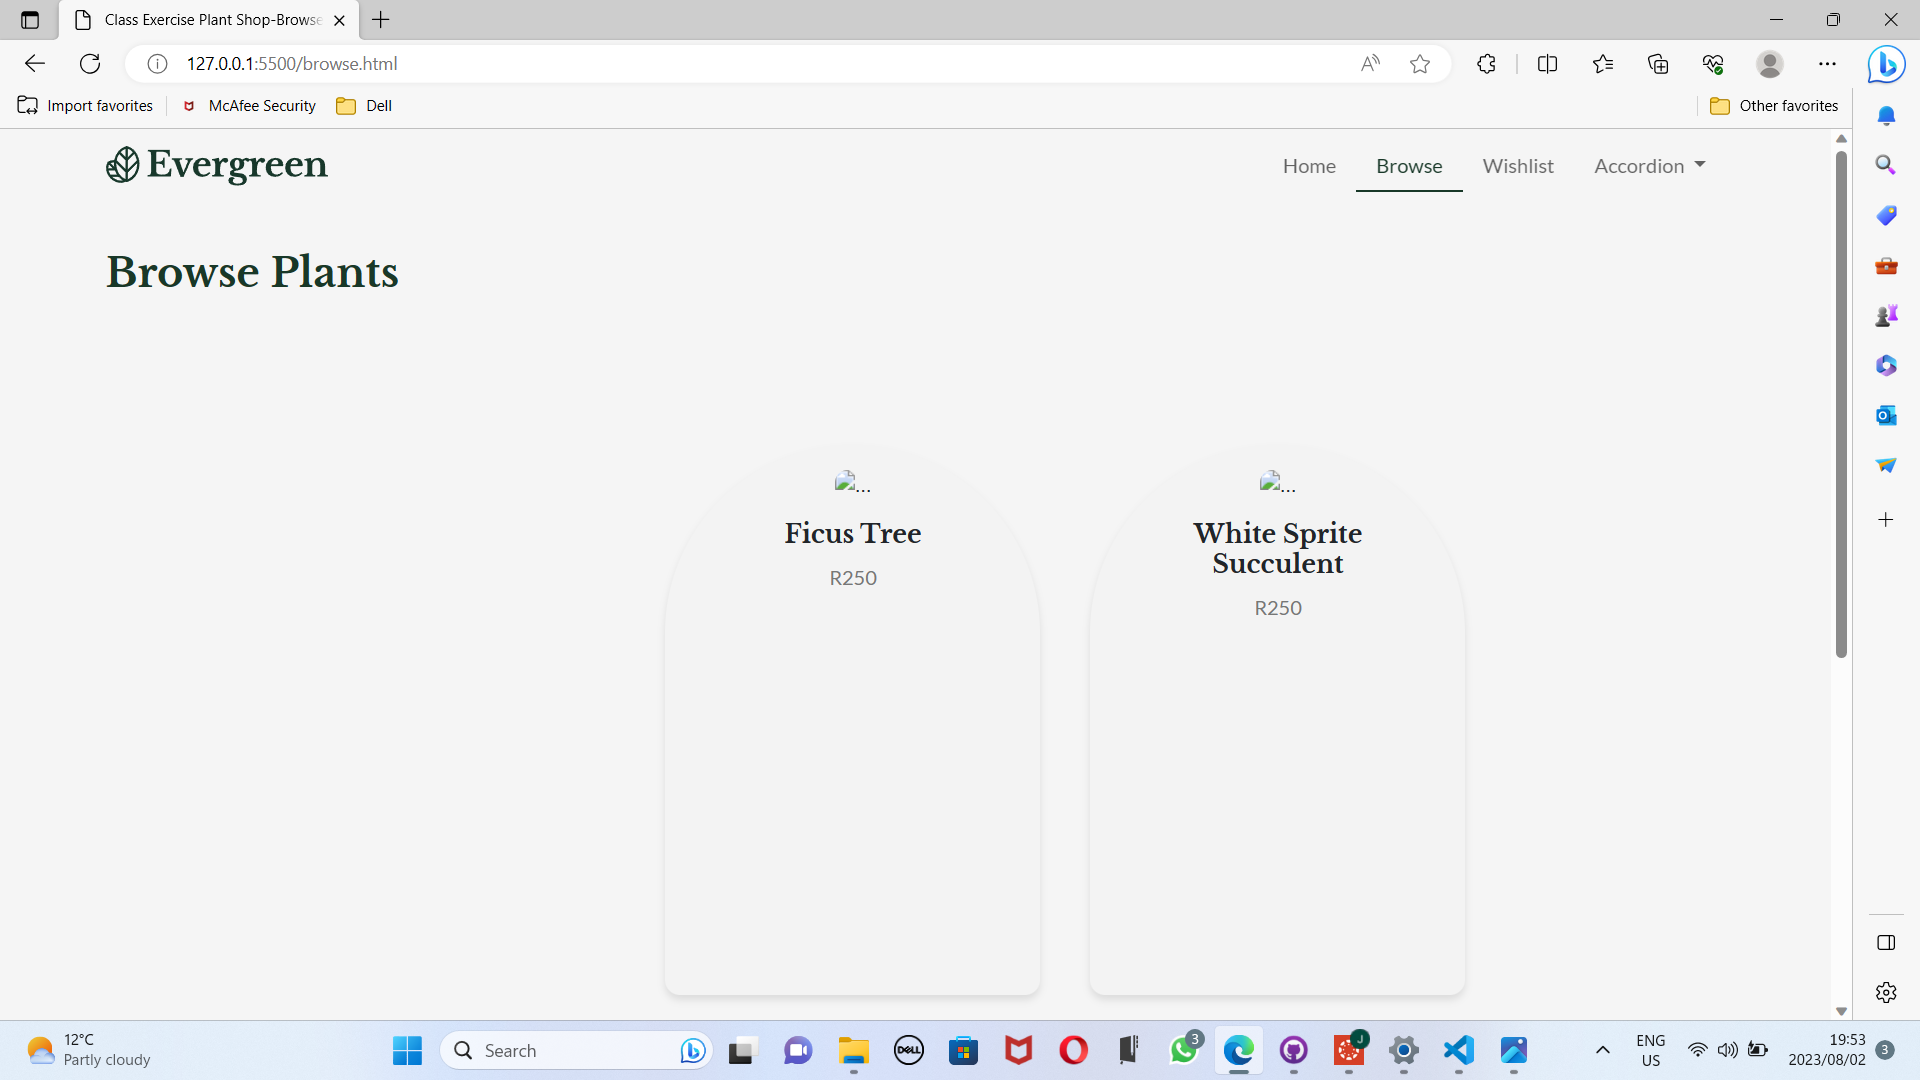 Class Exercise Plant Shop-Browse
127.0.0.1:5500/browse.html
Import favorites
McAfee Security
Dell
Other favorites
Evergreen
Home
Browse
Wishlist
Accordion
Browse Plants
...
...
Ficus Tree
R250
White Sprite
Succulent
R250
12°C
Partly cloudy
Search
DELL
3
J
ENG
US
19:53
2023/08/02
3